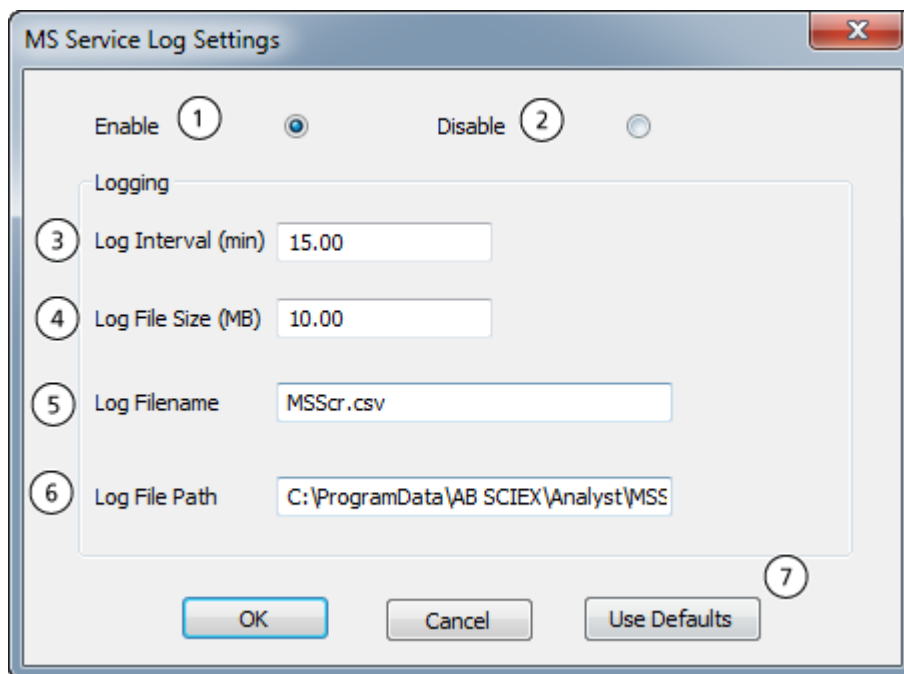 MS Service Log Settings
Enable 1 Disable 2
Logging
3 Log Interval (min) 15.00
4 Log File Size (MB) 10.00
5 Log Filename MSScr.csv
6 Log File Path C:\ProgramData\AB SCIEX\Analyst\MSS
7
OK Cancel Use Defaults